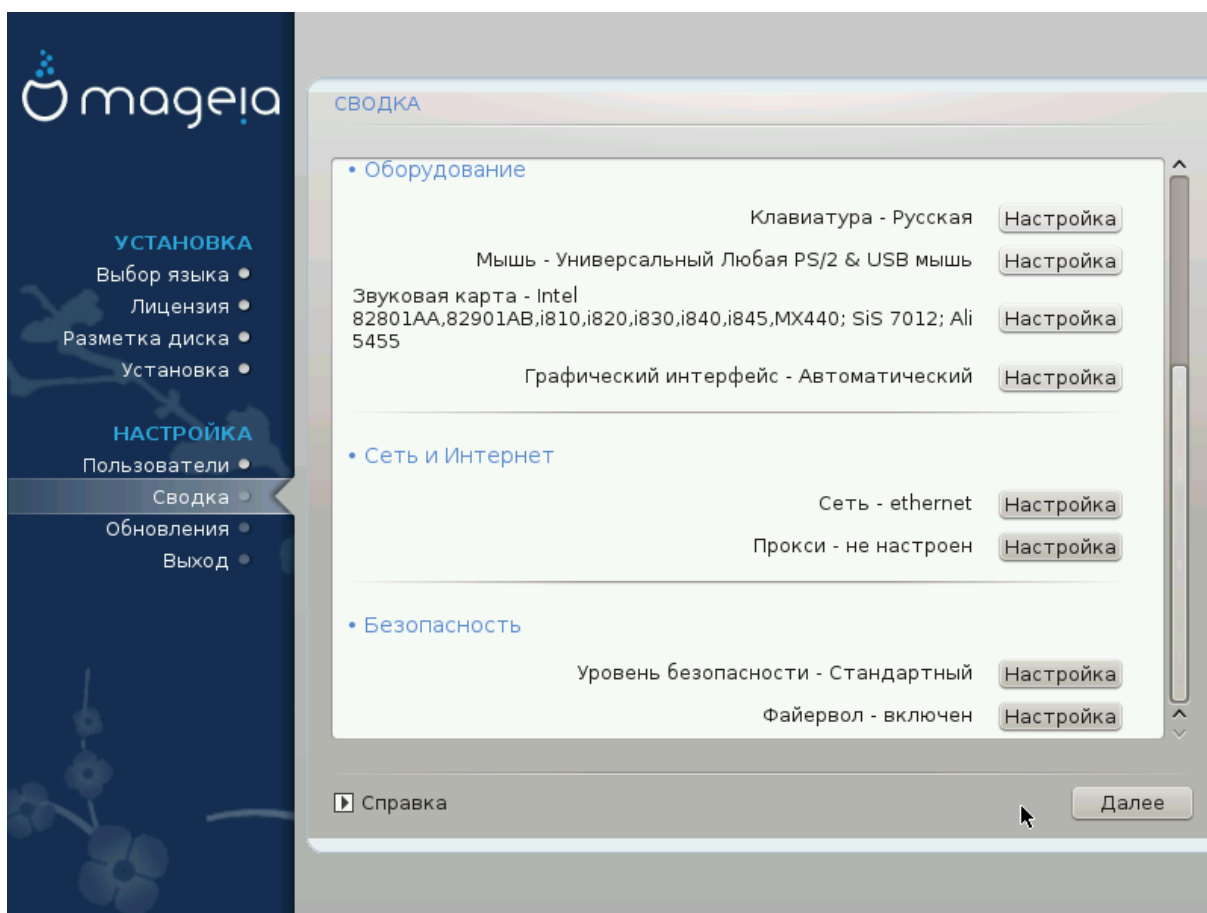 mageia
УСТАНОВКА
Выбор языка
Лицензия
Разметка диска
Установка
НАСТРОЙКА
Пользователи
Сводка
Обновления
Выход
СВОДКА
• Оборудование
Клавиатура - Русская Настройка
Мышь - Универсальный Любая PS/2 & USB мышь Настройка
Звуковая карта - Intel
82801AA,82901AB,i810,i820,i830,i840,i845,MX440; SiS 7012; Ali Настройка
5455
Графический интерфейс - Автоматический Настройка
• Сеть и Интернет
Сеть - ethernet Настройка
Прокси - не настроен Настройка
• Безопасность
Уровень безопасности - Стандартный Настройка
Файервол - включен Настройка
Справка
Далее